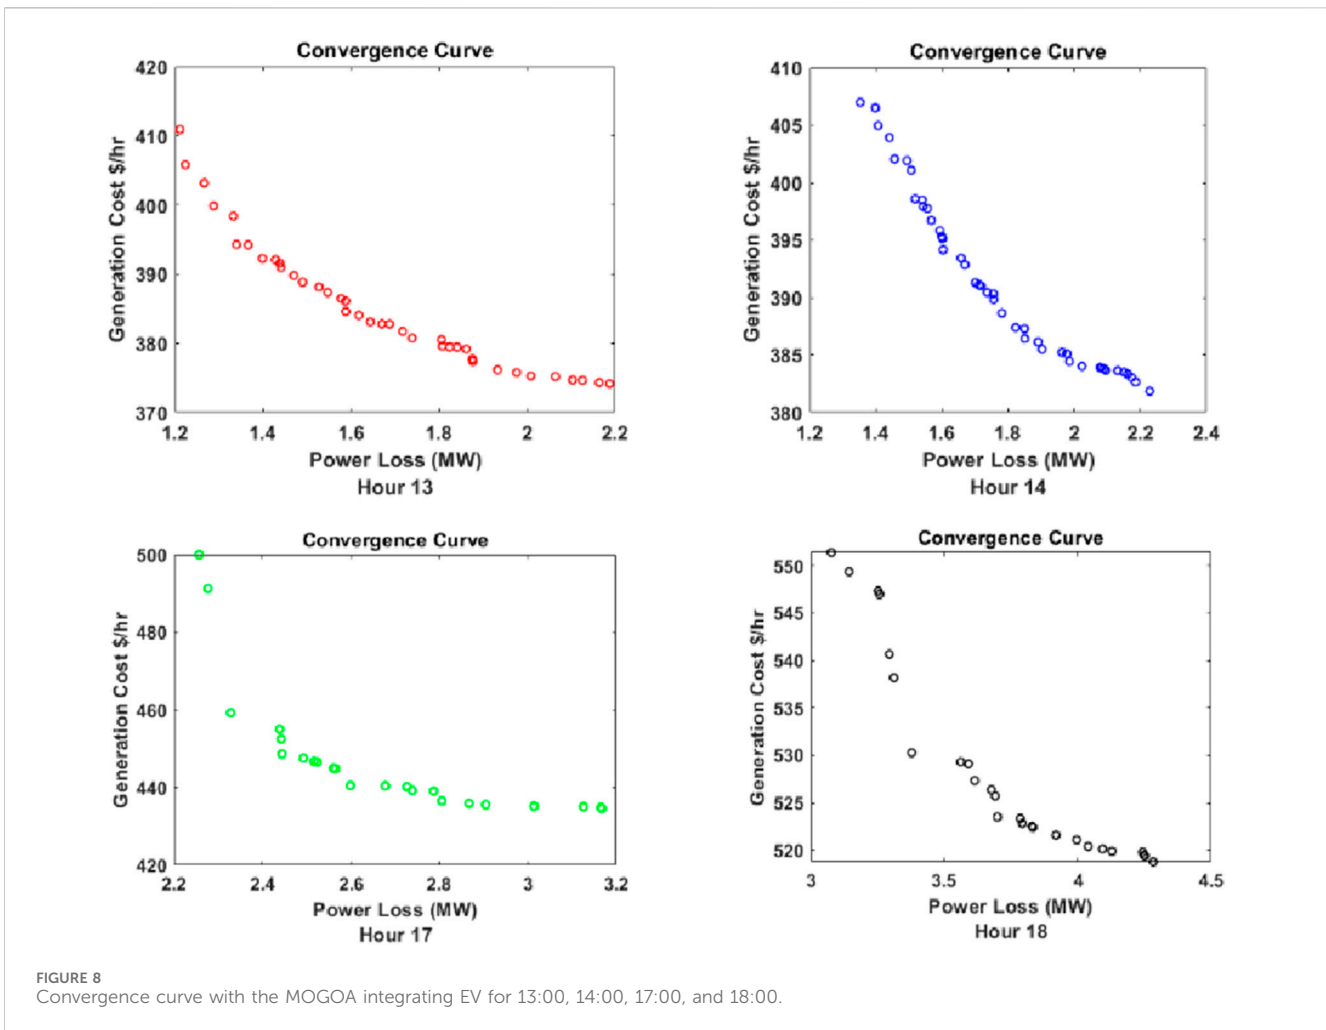 Convergence Curve
420
410
400
390
380
370
Generation Cost $/hr
1.2 1.4 1.6 1.8 2 2.2
Power Loss (MW)
Hour 13
Convergence Curve
410
405
400
395
390
385
380
Generation Cost $/hr
1.2 1.4 1.6 1.8 2 2.2 2.4
Power Loss (MW)
Hour 14
Convergence Curve
500
480
460
440
420
Generation Cost $/hr
2.2 2.4 2.6 2.8 3 3.2
Power Loss (MW)
Hour 17
Convergence Curve
550
545
540
535
530
525
520
Generation Cost $/hr
3 3.5 4 4.5
Power Loss (MW)
Hour 18
FIGURE 8
Convergence curve with the MOGOA integrating EV for 13:00, 14:00, 17:00, and 18:00.